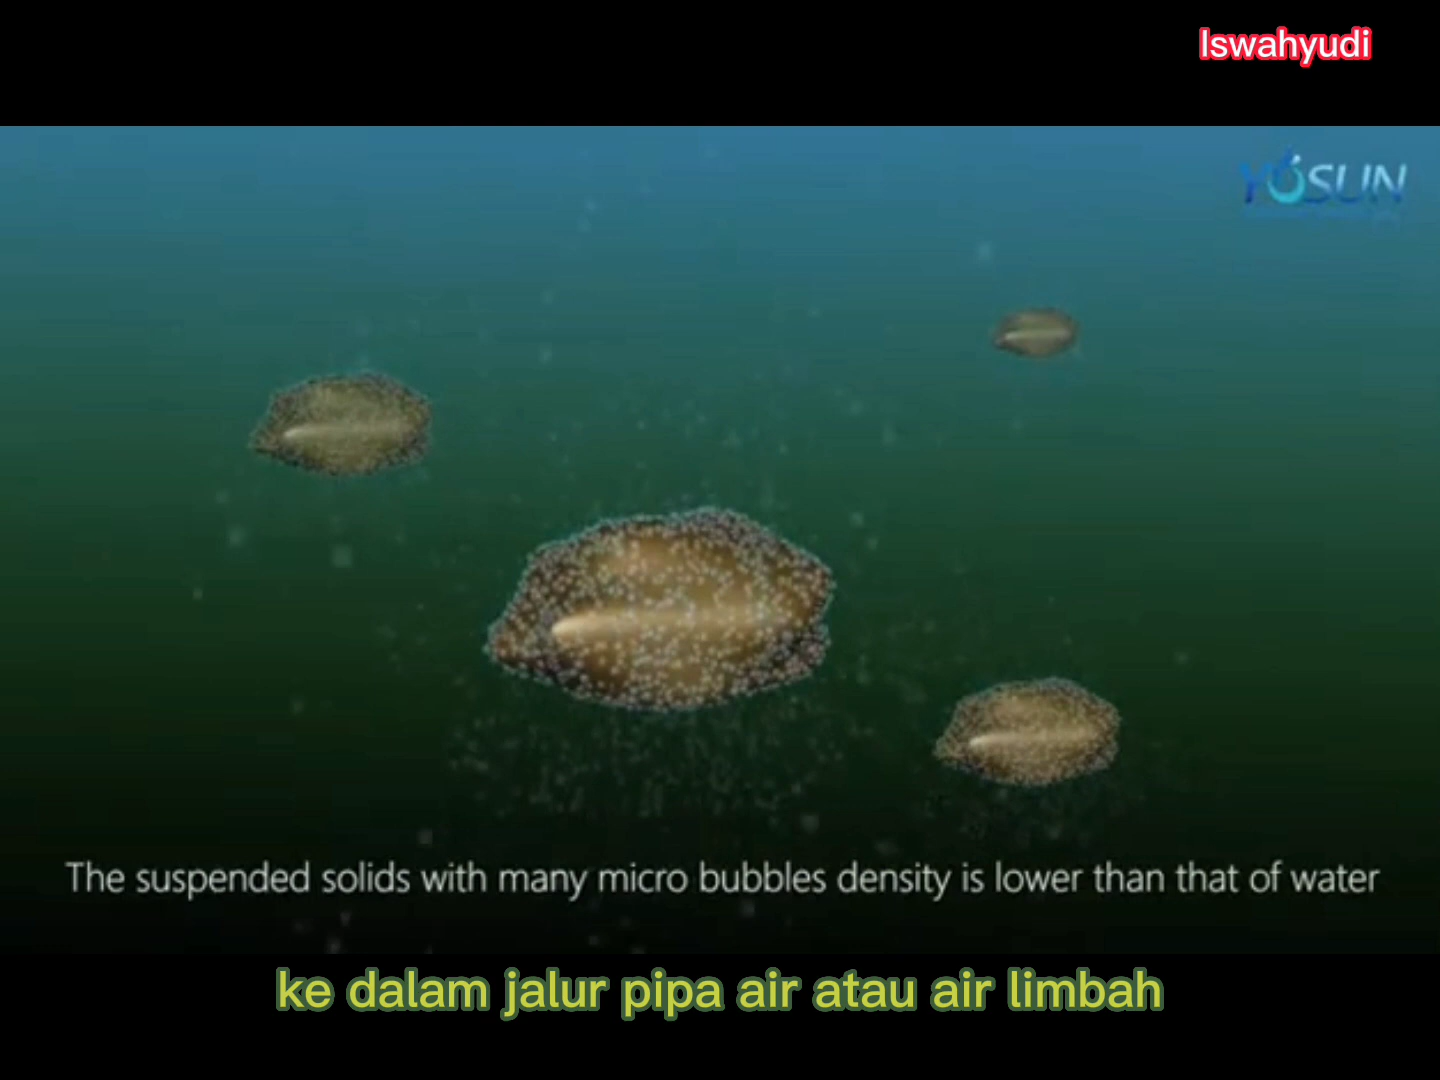 Iswahyudi
YOSUN
The suspended solids with many micro bubbles density is lower than that of water
ke dalam jalur pipa air atau air limbah